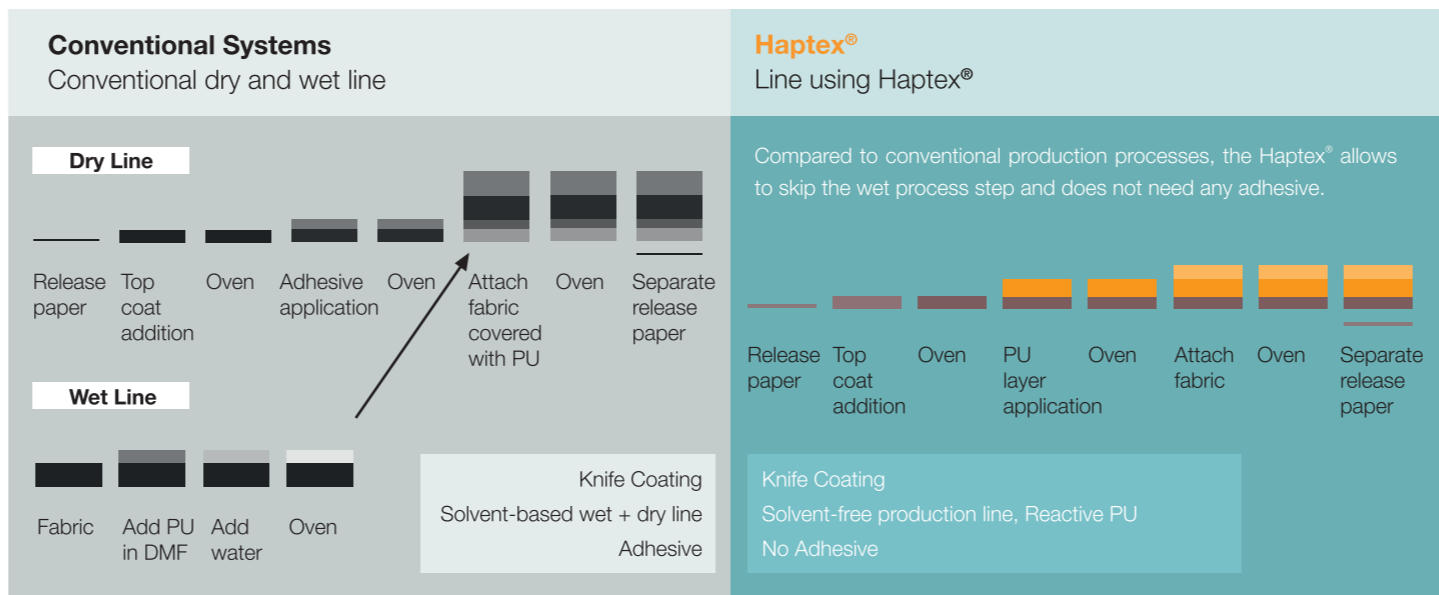 Conventional Systems
Conventional dry and wet line
Dry Line
Release
paper
Top
coat
addition
Oven
Adhesive
application
Oven
Attach
fabric
covered
with PU
Oven
Separate
release
paper
Wet Line
Fabric
Add PU
in DMF
Add
water
Oven
Knife Coating
Solvent-based wet + dry line
Adhesive
Haptex®
Line using Haptex®
Compared to conventional production processes, the Haptex® allows
to skip the wet process step and does not need any adhesive.
Release
paper
Top
coat
addition
Oven
PU
layer
application
Oven
Attach
fabric
Oven
Separate
release
paper
Knife Coating
Solvent-free production line, Reactive PU
No Adhesive